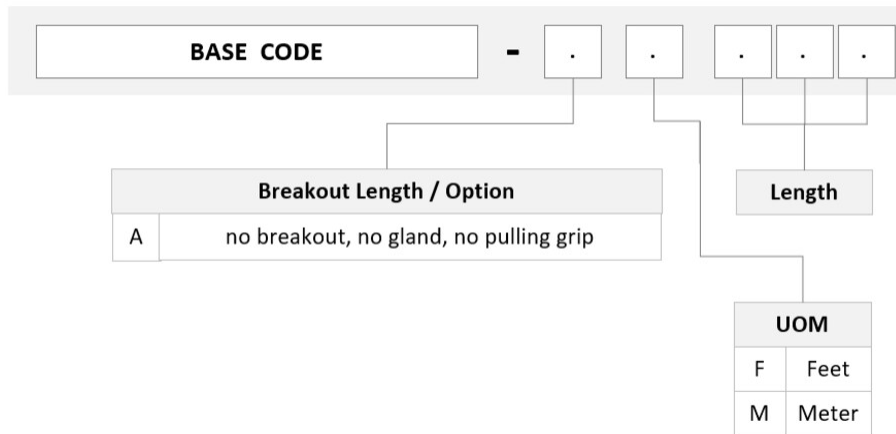 BASE CODE - . . . . .
Breakout Length / Option
A no breakout, no gland, no pulling grip
Length
UOM
F Feet
M Meter